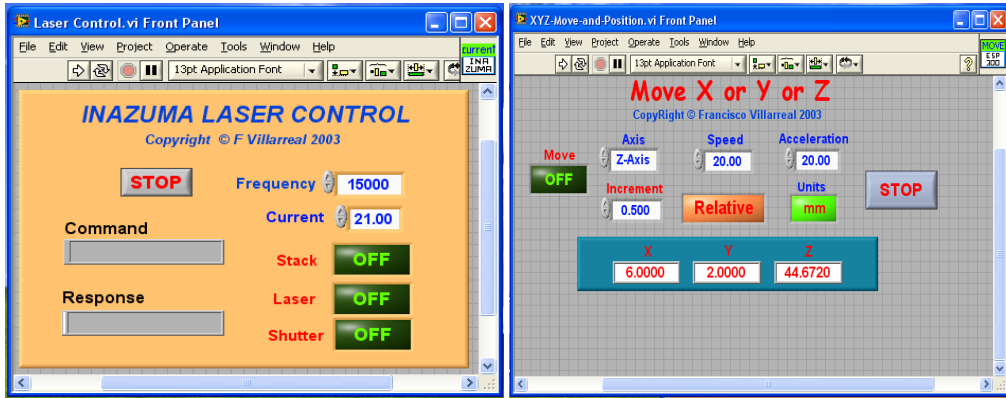 Laser Control.vi Front Panel
File Edit View Project Operate Tools Window Help
current
INA
ZUMA
13pt Application Font
INAZUMA LASER CONTROL
Copyright © F Villarreal 2003
STOP
Frequency 15000
Current 21.00
Command
Stack OFF
Response
Laser OFF
Shutter OFF
XYZ-Move-and-Position.vi Front Panel
File Edit View Project Operate Tools Window Help
MOVE
ESP
300
13pt Application Font
?
Move X or Y or Z
CopyRight © Francisco Villarreal 2003
Axis Speed Acceleration
Move Z-Axis 20.00 20.00
OFF
Increment Units
STOP
0.500 Relative mm
X Y Z
6.0000 2.0000 44.6720